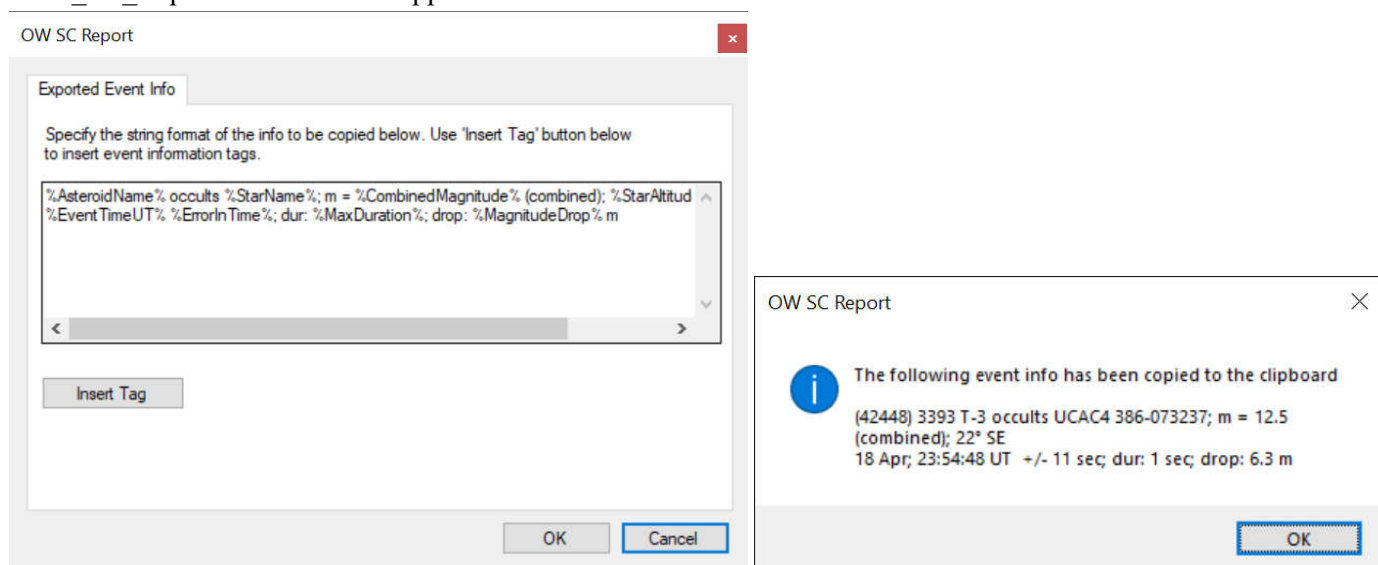 OW SC Report
Exported Event Info
Specify the string format of the info to be copied below. Use 'Insert Tag' button below
to insert event information tags.
%AsteroidName% occults %StarName%; m = %CombinedMagnitude% (combined); %StarAltitud
%EventTimeUT% %ErrorInTime%; dur: %MaxDuration%; drop: %MagnitudeDrop% m
Insert Tag
OK Cancel
OW SC Report
The following event info has been copied to the clipboard
(42448) 3393 T-3 occults UCAC4 386-073237; m = 12.5
(combined); 22° SE
18 Apr; 23:54:48 UT +/- 11 sec; dur: 1 sec; drop: 6.3 m
OK